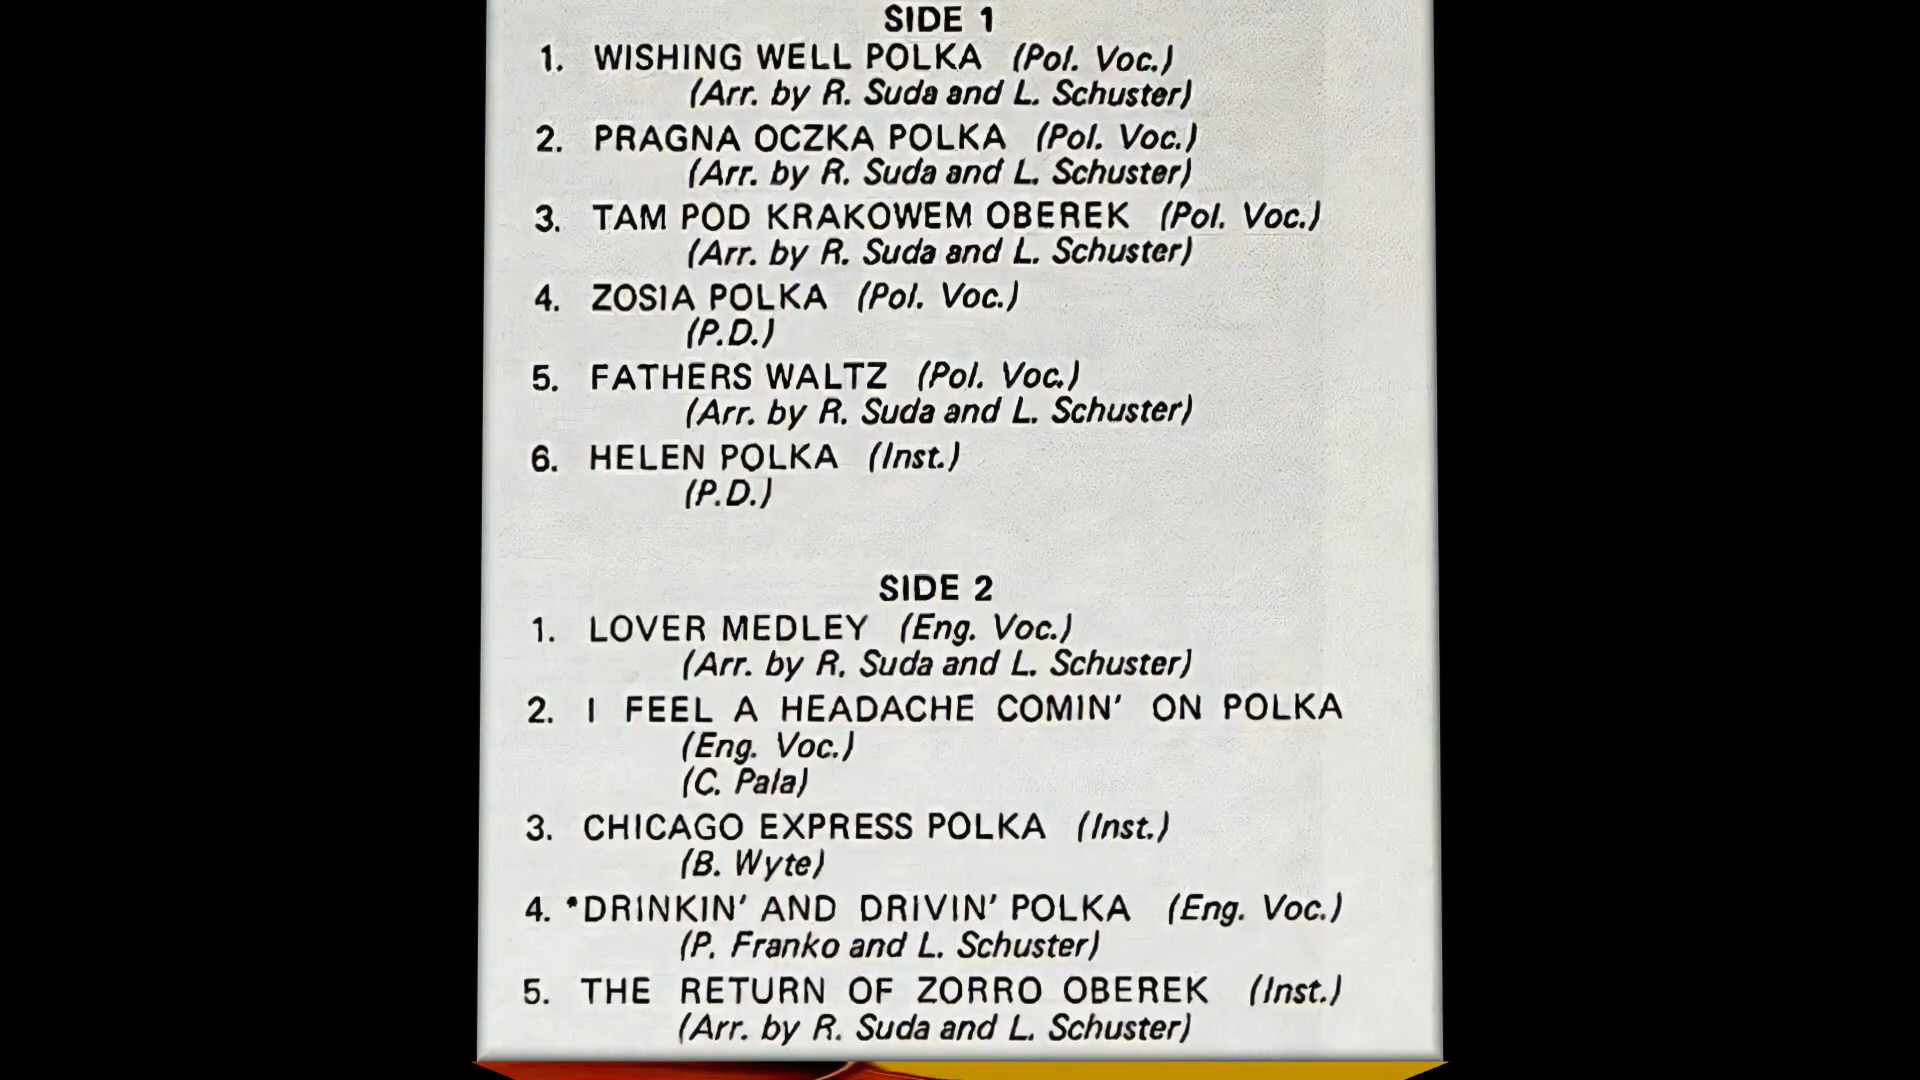 SIDE 1
1. WISHING WELL POLKA (Pol. Voc.)
(Arr. by R. Suda and L. Schuster)
2. PRAGNA OCZKA POLKA (Pol. Voc.)
(Arr. by R. Suda and L. Schuster)
3. TAM POD KRAKOWEM OBEREK (Pol. Voc.)
(Arr. by R. Suda and L. Schuster)
4. ZOSIA POLKA (Pol. Voc.)
(P.D.)
5. FATHERS WALTZ (Pol. Voc.)
(Arr. by R. Suda and L. Schuster)
6. HELEN POLKA (Inst.)
(P.D.)
SIDE 2
1. LOVER MEDLEY (Eng. Voc.)
(Arr. by R. Suda and L. Schuster)
2. I FEEL A HEADACHE COMIN' ON POLKA
(Eng. Voc.)
(C. Pala)
3. CHICAGO EXPRESS POLKA (Inst.)
(B. Wyte)
4. *DRINKIN' AND DRIVIN' POLKA (Eng. Voc.)
(P. Franko and L. Schuster)
5. THE RETURN OF ZORRO OBEREK (Inst.)
(Arr. by R. Suda and L. Schuster)